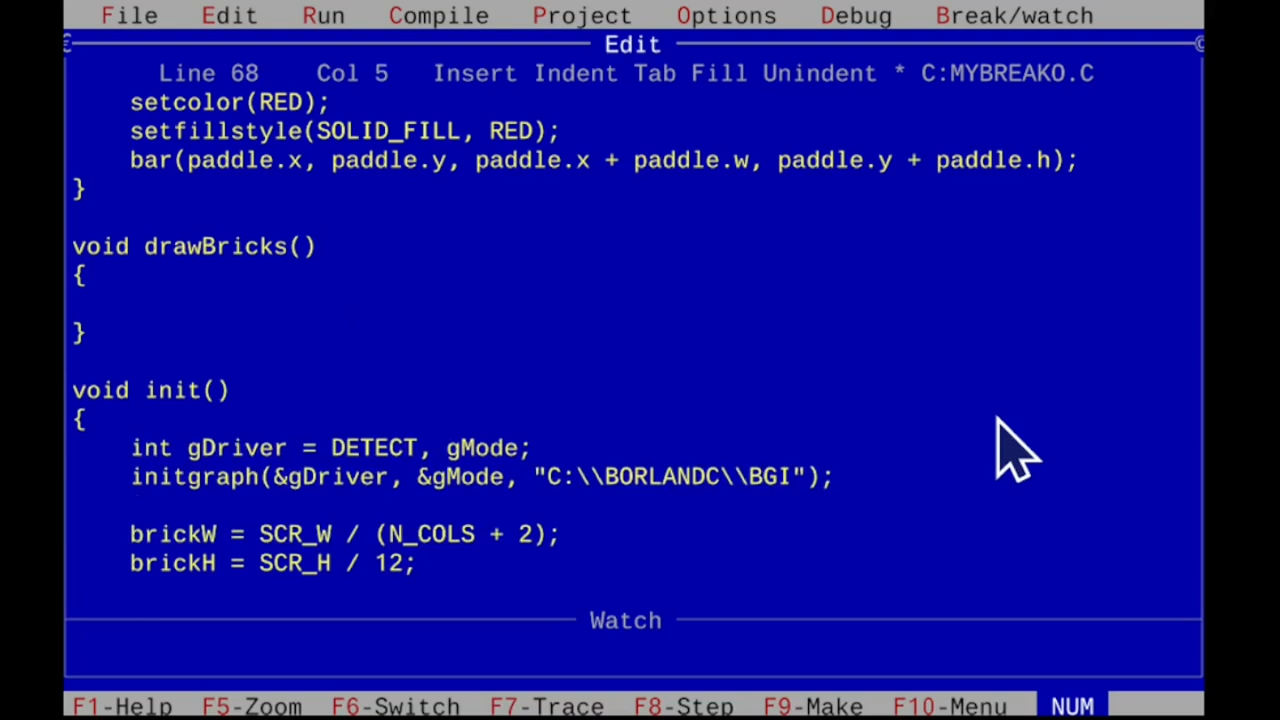 File Edit Run Compile Project Options Debug Break/watch
Edit
Line 68 Col 5 Insert Indent Tab Fill Unindent * C:MYBREAKO.C
setcolor(RED);
setfillstyle(SOLID_FILL, RED);
bar(paddle.x, paddle.y, paddle.x + paddle.w, paddle.y + paddle.h);
}
void drawBricks()
{
}
void init()
{
int gDriver = DETECT, gMode;
initgraph(&gDriver, &gMode, "C:\\BORLANDC\\BGI");
brickW = SCR_W / (N_COLS + 2);
brickH = SCR_H / 12;
Watch
F1-Help F5-Zoom F6-Switch F7-Trace F8-Step F9-Make F10-Menu NUM